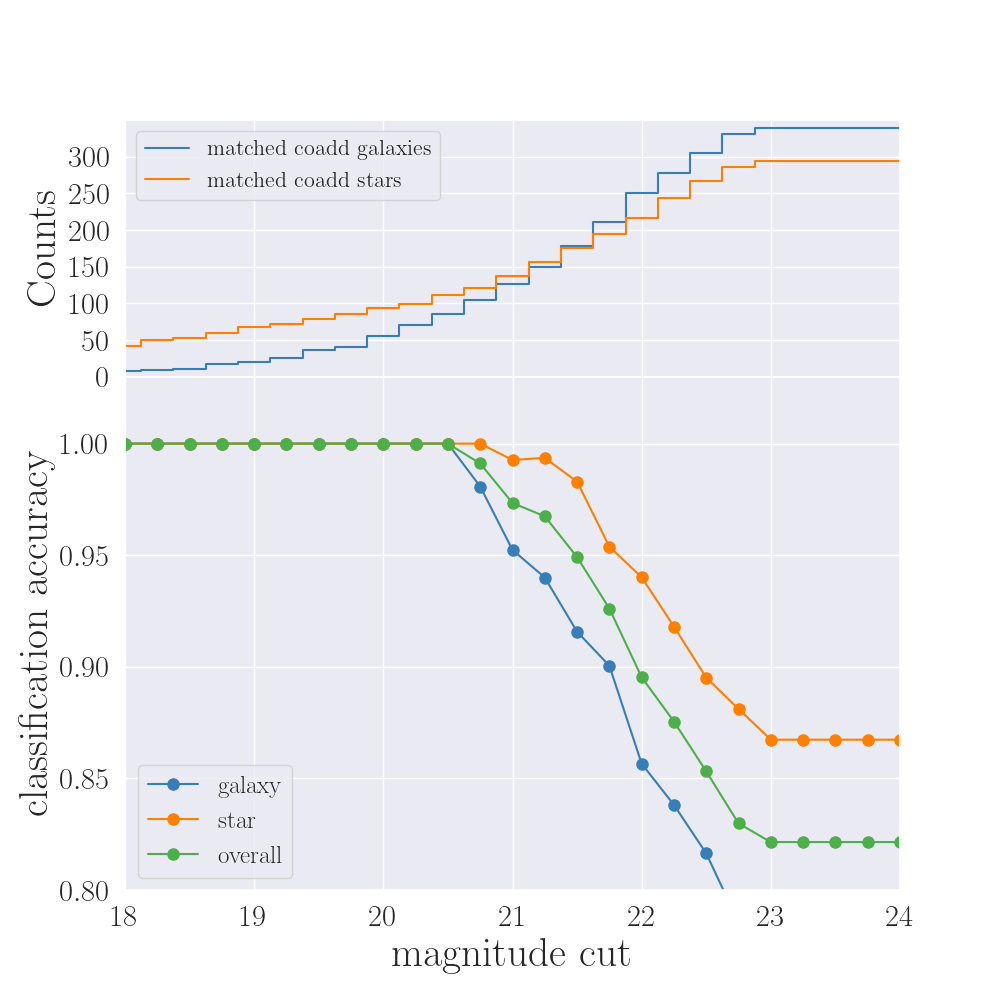 matched coadd galaxies
matched coadd stars
Counts
300
250
200
150
100
50
0
classification accuracy
1.00
0.95
0.90
0.85
0.80
galaxy
star
overall
18 19 20 21 22 23 24
magnitude cut